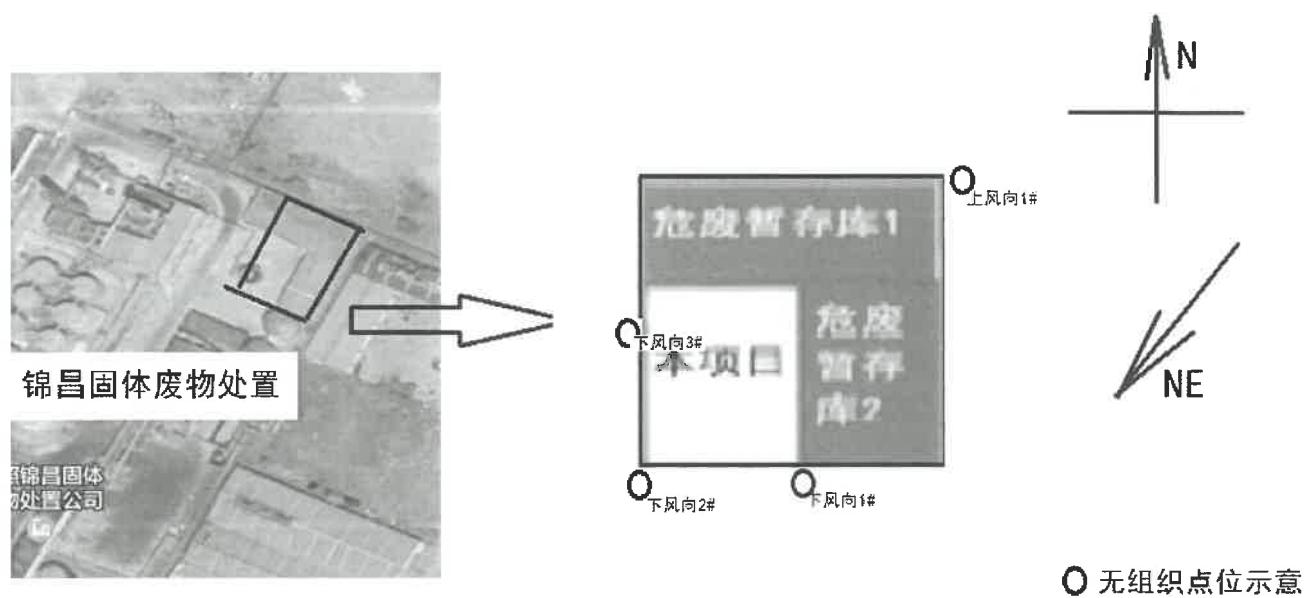 N
上风向1#
危废暂存库1
危废
暂存
库2
下风向3#
本项目
下风向2#
下风向1#
NE
锦昌固体废物处置
照锦昌固体
物处置公司
无组织点位示意